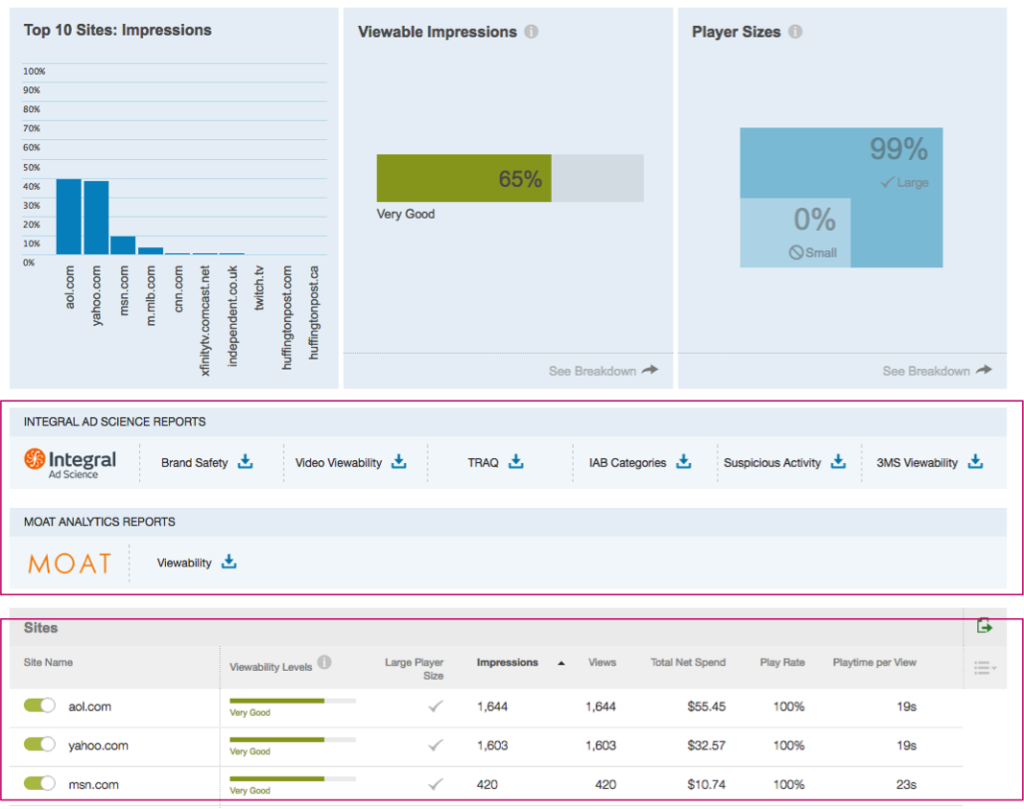 Top 10 Sites: Impressions
100%
90%
80%
70%
60%
50%
40%
30%
20%
10%
0%
aol.com
yahoo.com
msn.com
m.mlb.com
cnn.com
xfinitytv.comcast.net
independent.co.uk
twitch.tv
huffingtonpost.com
huffingtonpost.ca
Viewable Impressions
65%
Very Good
See Breakdown
Player Sizes
99%
Large
0%
Small
See Breakdown
INTEGRAL AD SCIENCE REPORTS
Integral
Ad Science
Brand Safety
Video Viewability
TRAQ
IAB Categories
Suspicious Activity
3MS Viewability
MOAT ANALYTICS REPORTS
MOAT
Viewability
Sites
Site Name Viewability Levels Large Player Size Impressions Views Total Net Spend Play Rate Playtime per View
aol.com Very Good 1,644 1,644 $55.45 100% 19s
yahoo.com Very Good 1,603 1,603 $32.57 100% 19s
msn.com Very Good 420 420 $10.74 100% 23s